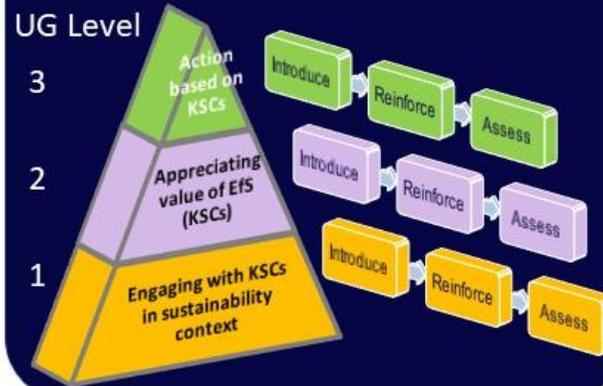 UG Level
3
Action
based on
KSCs
Introduce
Reinforce
Assess
2
Appreciating
value of EfS
(KSCs)
Introduce
Reinforce
Assess
1
Engaging with KSCs
in sustainability
context
Introduce
Reinforce
Assess